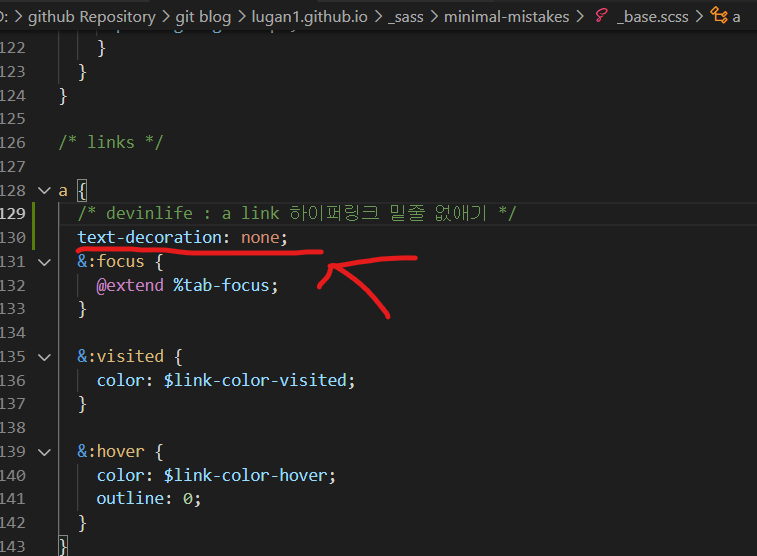 D: > github Repository > git blog > lugan1.github.io > _sass > minimal-mistakes > _base.scss > a
122 }
123 }
124 }
125
126 /* links */
127
128 a {
129 /* devinlife : a link 하이퍼링크 밑줄 없애기 */
130 text-decoration: none;
131 &:focus {
132 @extend %tab-focus;
133 }
134
135 &:visited {
136 color: $link-color-visited;
137 }
138
139 &:hover {
140 color: $link-color-hover;
141 outline: 0;
142 }
143 }